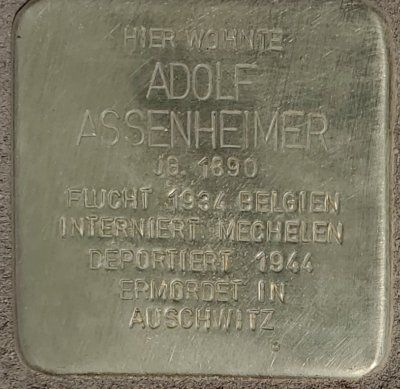 HIER WOHNTE
ADOLF
ASSENHEIMER
JG. 1890
FLUCHT 1934 BELGIEN
INTERNIERT MECHELEN
DEPORTIERT 1944
ERMORDET IN
AUSCHWITZ